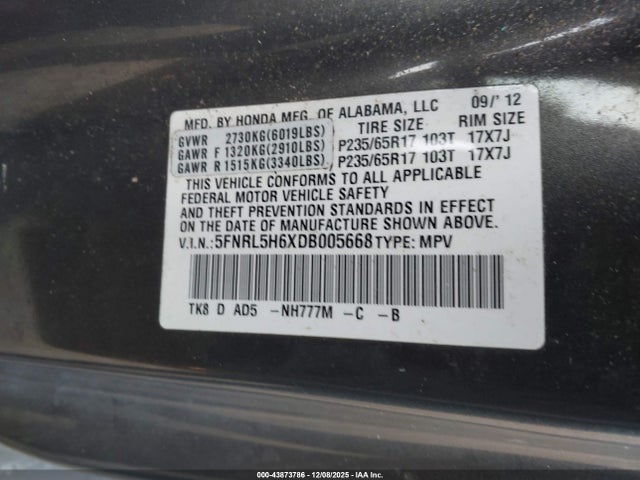 MFD. BY HONDA MFG. OF ALABAMA, LLC 09/'12
GVWR 2730KG(6019LBS) TIRE SIZE RIM SIZE
GAWR F 1320KG(2910LBS) P235/65R17 103T 17X7J
GAWR R 1515KG(3340LBS) P235/65R17 103T 17X7J
THIS VEHICLE CONFORMS TO ALL APPLICABLE
FEDERAL MOTOR VEHICLE SAFETY
AND THEFT PREVENTION STANDARDS IN EFFECT
ON THE DATE OF MANUFACTURE SHOWN ABOVE.
V.I.N.: 5FNRL5H6XDB005668 TYPE: MPV
TK8 D AD5 -NH777M -C -B
000-43873786 - 12/08/2025 - IAA Inc.